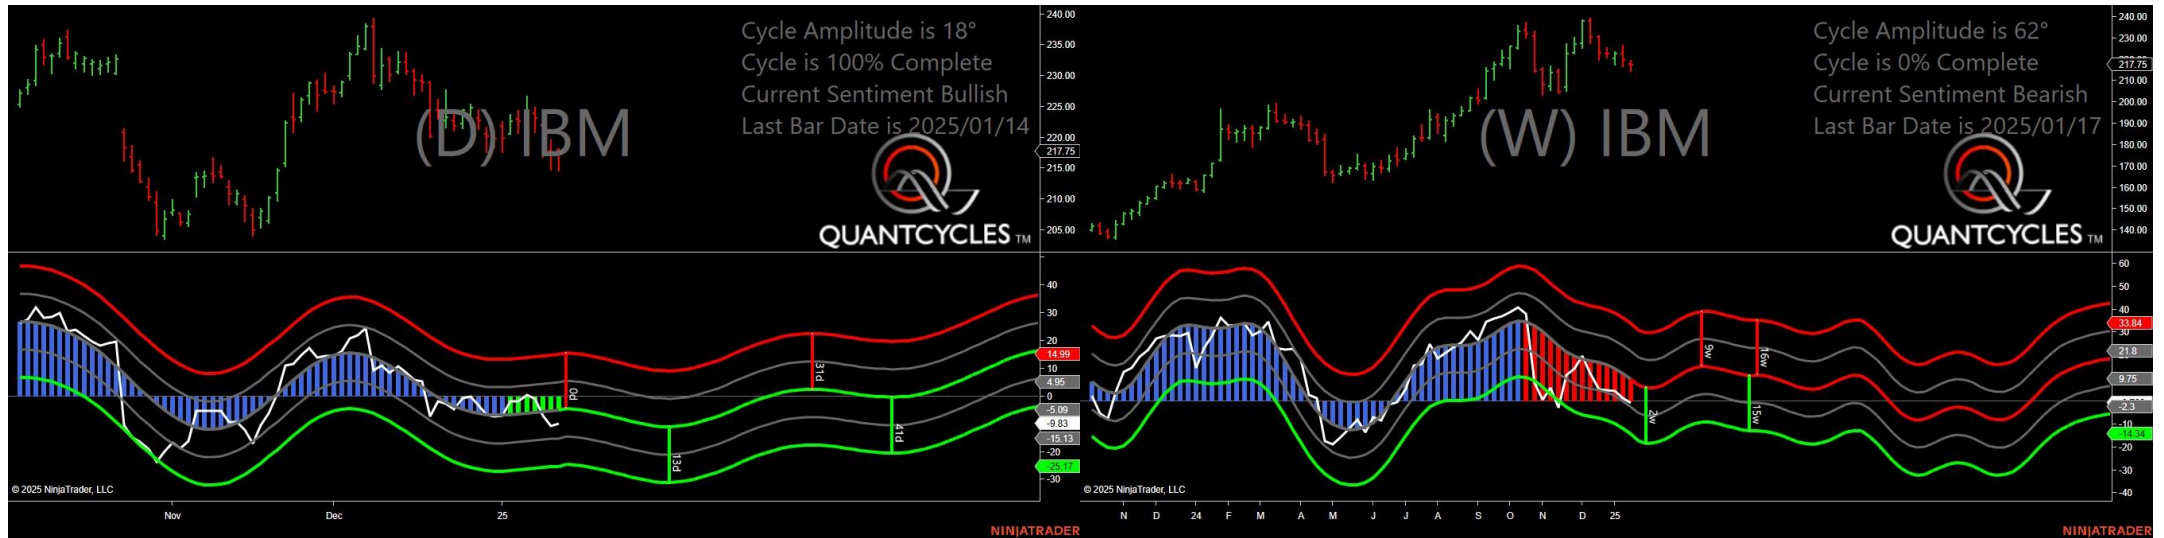 Cycle Amplitude is 18°
Cycle is 100% Complete
Current Sentiment Bullish
Last Bar Date is 2025/01/14
(D) IBM
QUANTCYCLES TM
240.00
235.00
230.00
225.00
220.00
217.75
215.00
210.00
205.00
40
30
20
14.99
10
4.95
0
-5.09
-9.83
-15.13
-20
-25.17
-30
0d
13d
31d
41d
© 2025 NinjaTrader, LLC
Nov
Dec
25
NINJATRADER
Cycle Amplitude is 62°
Cycle is 0% Complete
Current Sentiment Bearish
Last Bar Date is 2025/01/17
(W) IBM
QUANTCYCLES TM
240.00
230.00
217.75
210.00
200.00
190.00
180.00
170.00
160.00
150.00
140.00
60
50
40
33.84
30
21.8
9.75
-2.3
-10
-14.34
-20
-30
-40
2w
9w
15w
16w
© 2025 NinjaTrader, LLC
N D 24 F M A M J J A S O N D 25
NINJATRADER